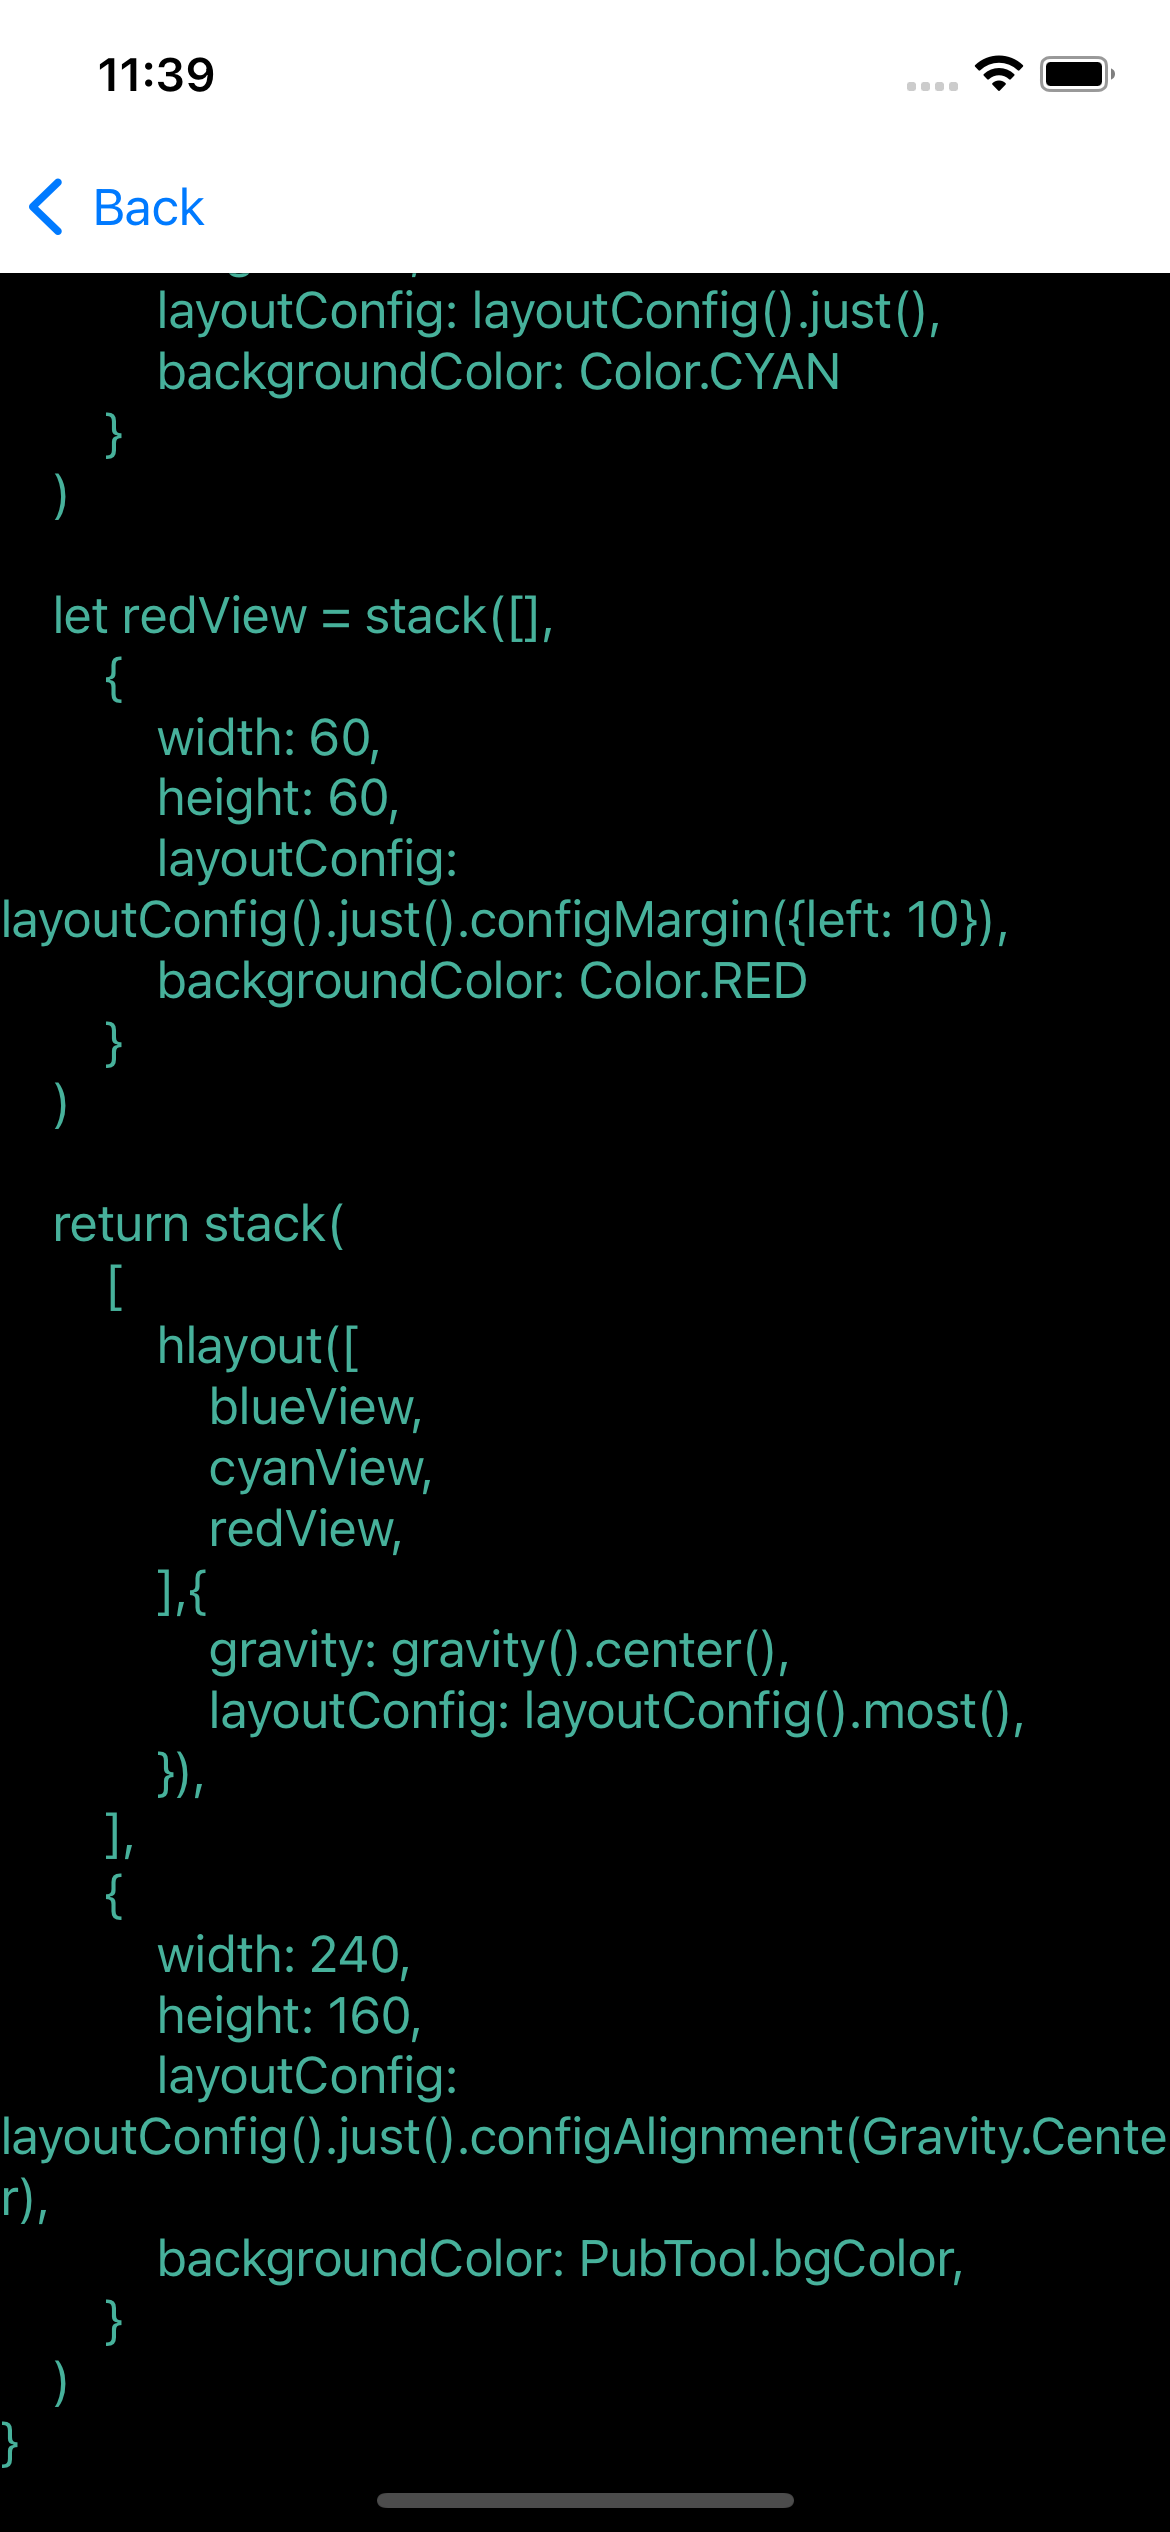 11:39
Back
layoutConfig: layoutConfig().just(),
backgroundColor: Color.CYAN
}
)
let redView = stack([],
{
width: 60,
height: 60,
layoutConfig:
layoutConfig().just().configMargin({left: 10}),
backgroundColor: Color.RED
}
)
return stack(
[
hlayout([
blueView,
cyanView,
redView,
],{
gravity: gravity().center(),
layoutConfig: layoutConfig().most(),
}),
],
{
width: 240,
height: 160,
layoutConfig:
layoutConfig().just().configAlignment(Gravity.Cente
r),
backgroundColor: PubTool.bgColor,
}
)
}